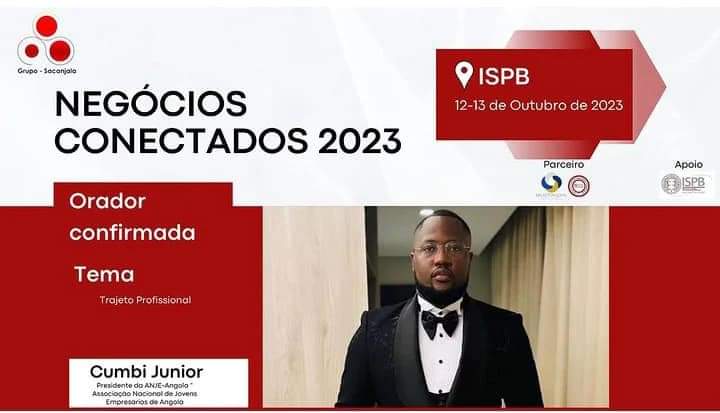 Grupo - Saconjala
NEGÓCIOS
CONECTADOS 2023
ISPB
12-13 de Outubro de 2023
Parceiro
Apoio
ISPB
Orador
confirmada
Tema
Trajeto Profissional
Cumbi Junior
Presidente da ANJE-Angola "
Associação Nacional de Jovens
Empresarios de Angola